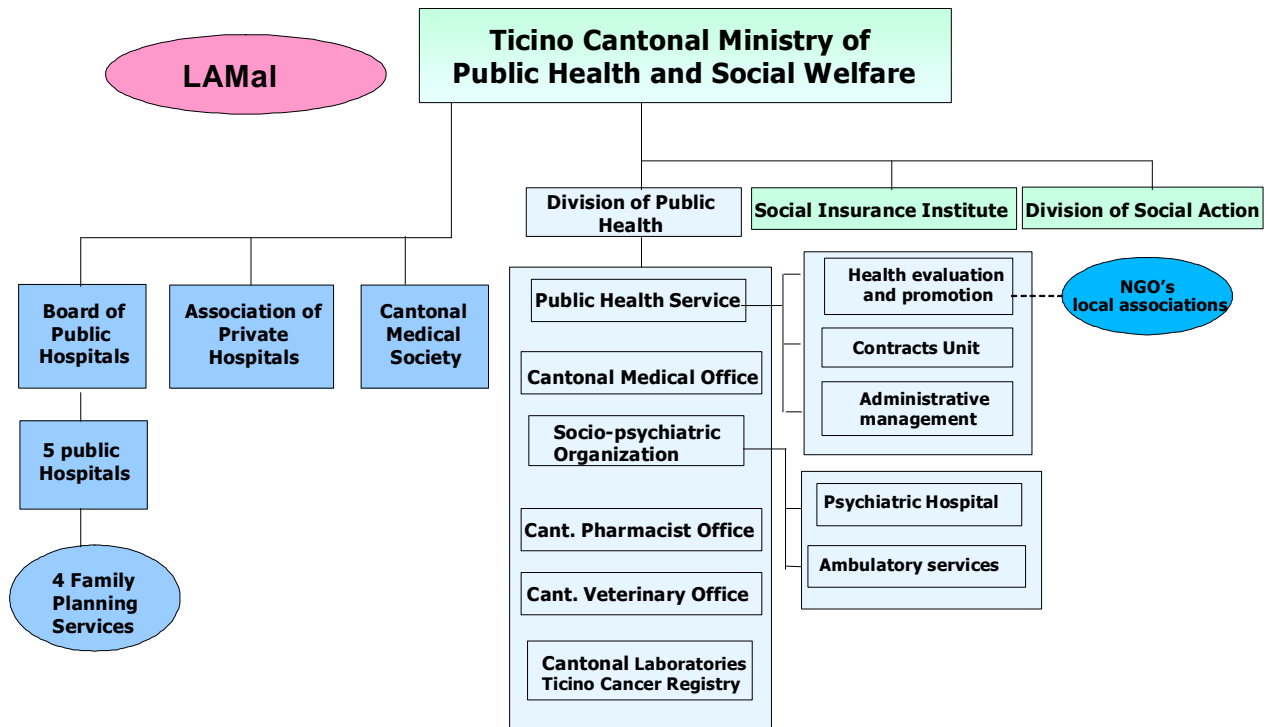 LAMal
Ticino Cantonal Ministry of
Public Health and Social Welfare
Division of Public
Health
Social Insurance Institute
Division of Social Action
Board of
Public
Hospitals
Association of
Private
Hospitals
Cantonal
Medical
Society
5 public
Hospitals
4 Family
Planning
Services
Public Health Service
Cantonal Medical Office
Socio-psychiatric
Organization
Cant. Pharmacist Office
Cant. Veterinary Office
Cantonal Laboratories
Ticino Cancer Registry
Health evaluation
and promotion
Contracts Unit
Administrative
management
Psychiatric Hospital
Ambulatory services
NGO's
local associations